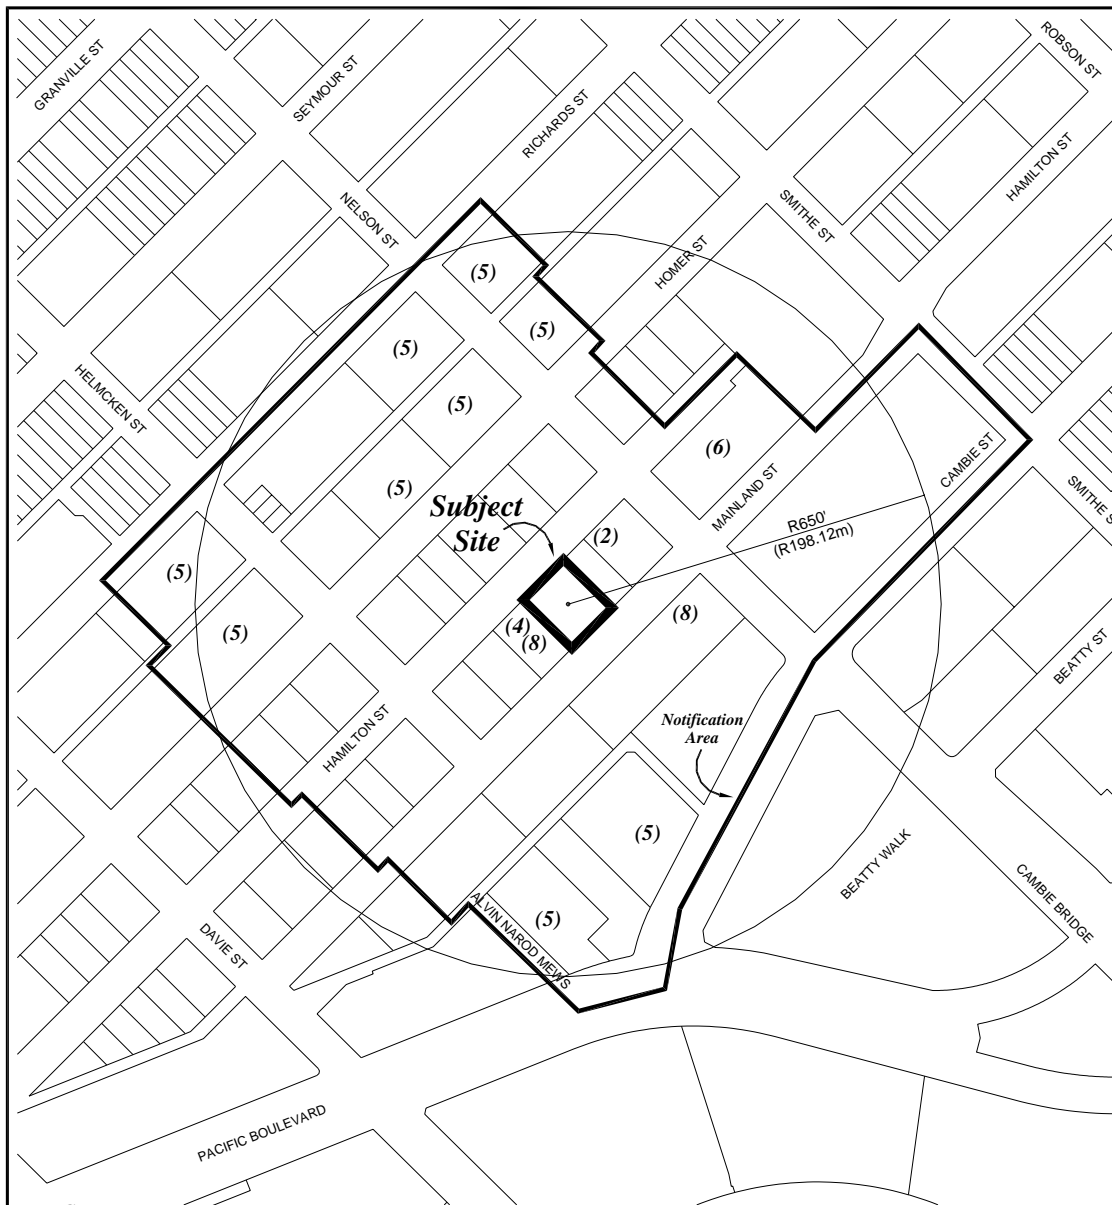 GRANVILLE ST
SEYMOUR ST
RICHARDS ST
ROBSON ST
HAMILTON ST
NELSON ST
SMITHE ST
HOMER ST
(5)
(5)
(5)
HELMCKEN ST
(5)
(6)
CAMBIE ST
MAINLAND ST
SMITHE S
(5)
Subject
Site
R650'
(R198.12m)
(2)
(5)
(5)
(4)
(8)
(8)
BEATTY ST
HAMILTON ST
Notification
Area
(5)
BEATTY WALK
CAMBIE BRIDGE
(5)
ALVIN NAROD MEWS
DAVIE ST
PACIFIC BOULEVARD